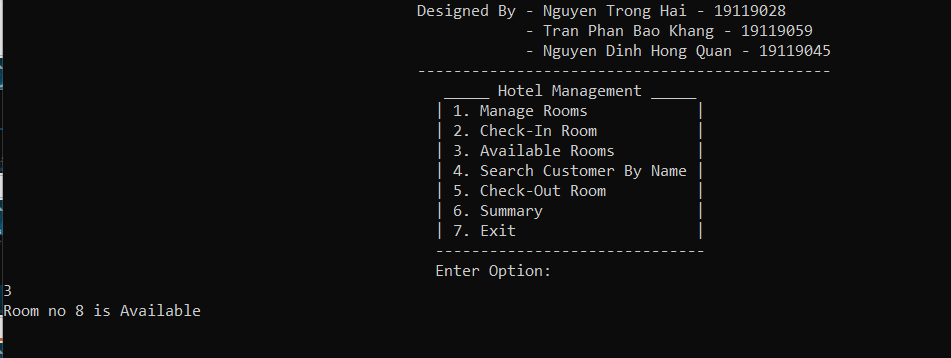 Designed By - Nguyen Trong Hai - 19119028
- Tran Phan Bao Khang - 19119059
- Nguyen Dinh Hong Quan - 19119045
----------------------------------------------
_____ Hotel Management _____
| 1. Manage Rooms |
| 2. Check-In Room |
| 3. Available Rooms |
| 4. Search Customer By Name |
| 5. Check-Out Room |
| 6. Summary |
| 7. Exit |
------------------------------
Enter Option:
3
Room no 8 is Available